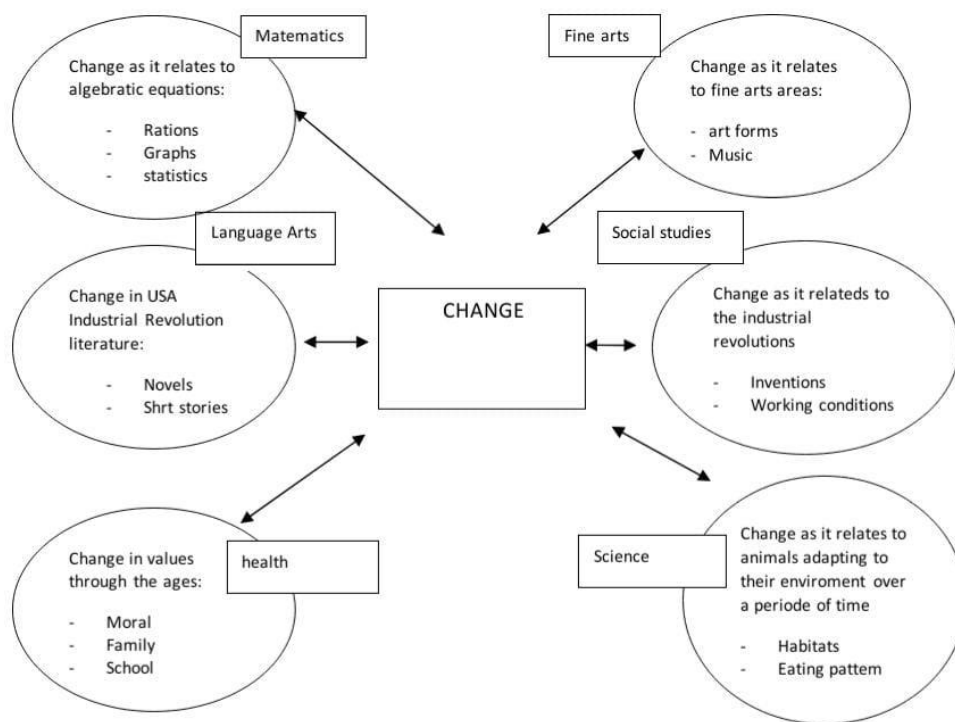 Matematics
Change as it relates to
algebratic equations:
- Rations
- Graphs
- statistics
Fine arts
Change as it relates
to fine arts areas:
- art forms
- Music
Language Arts
Change in USA
Industrial Revolution
literature:
- Novels
- Shrt stories
CHANGE
Social studies
Change as it relateds to
the industrial
revolutions
- Inventions
- Working conditions
health
Change in values
through the ages:
- Moral
- Family
- School
Science
Change as it relates to
animals adapting to
their enviroment over
a periode of time
- Habitats
- Eating pattem